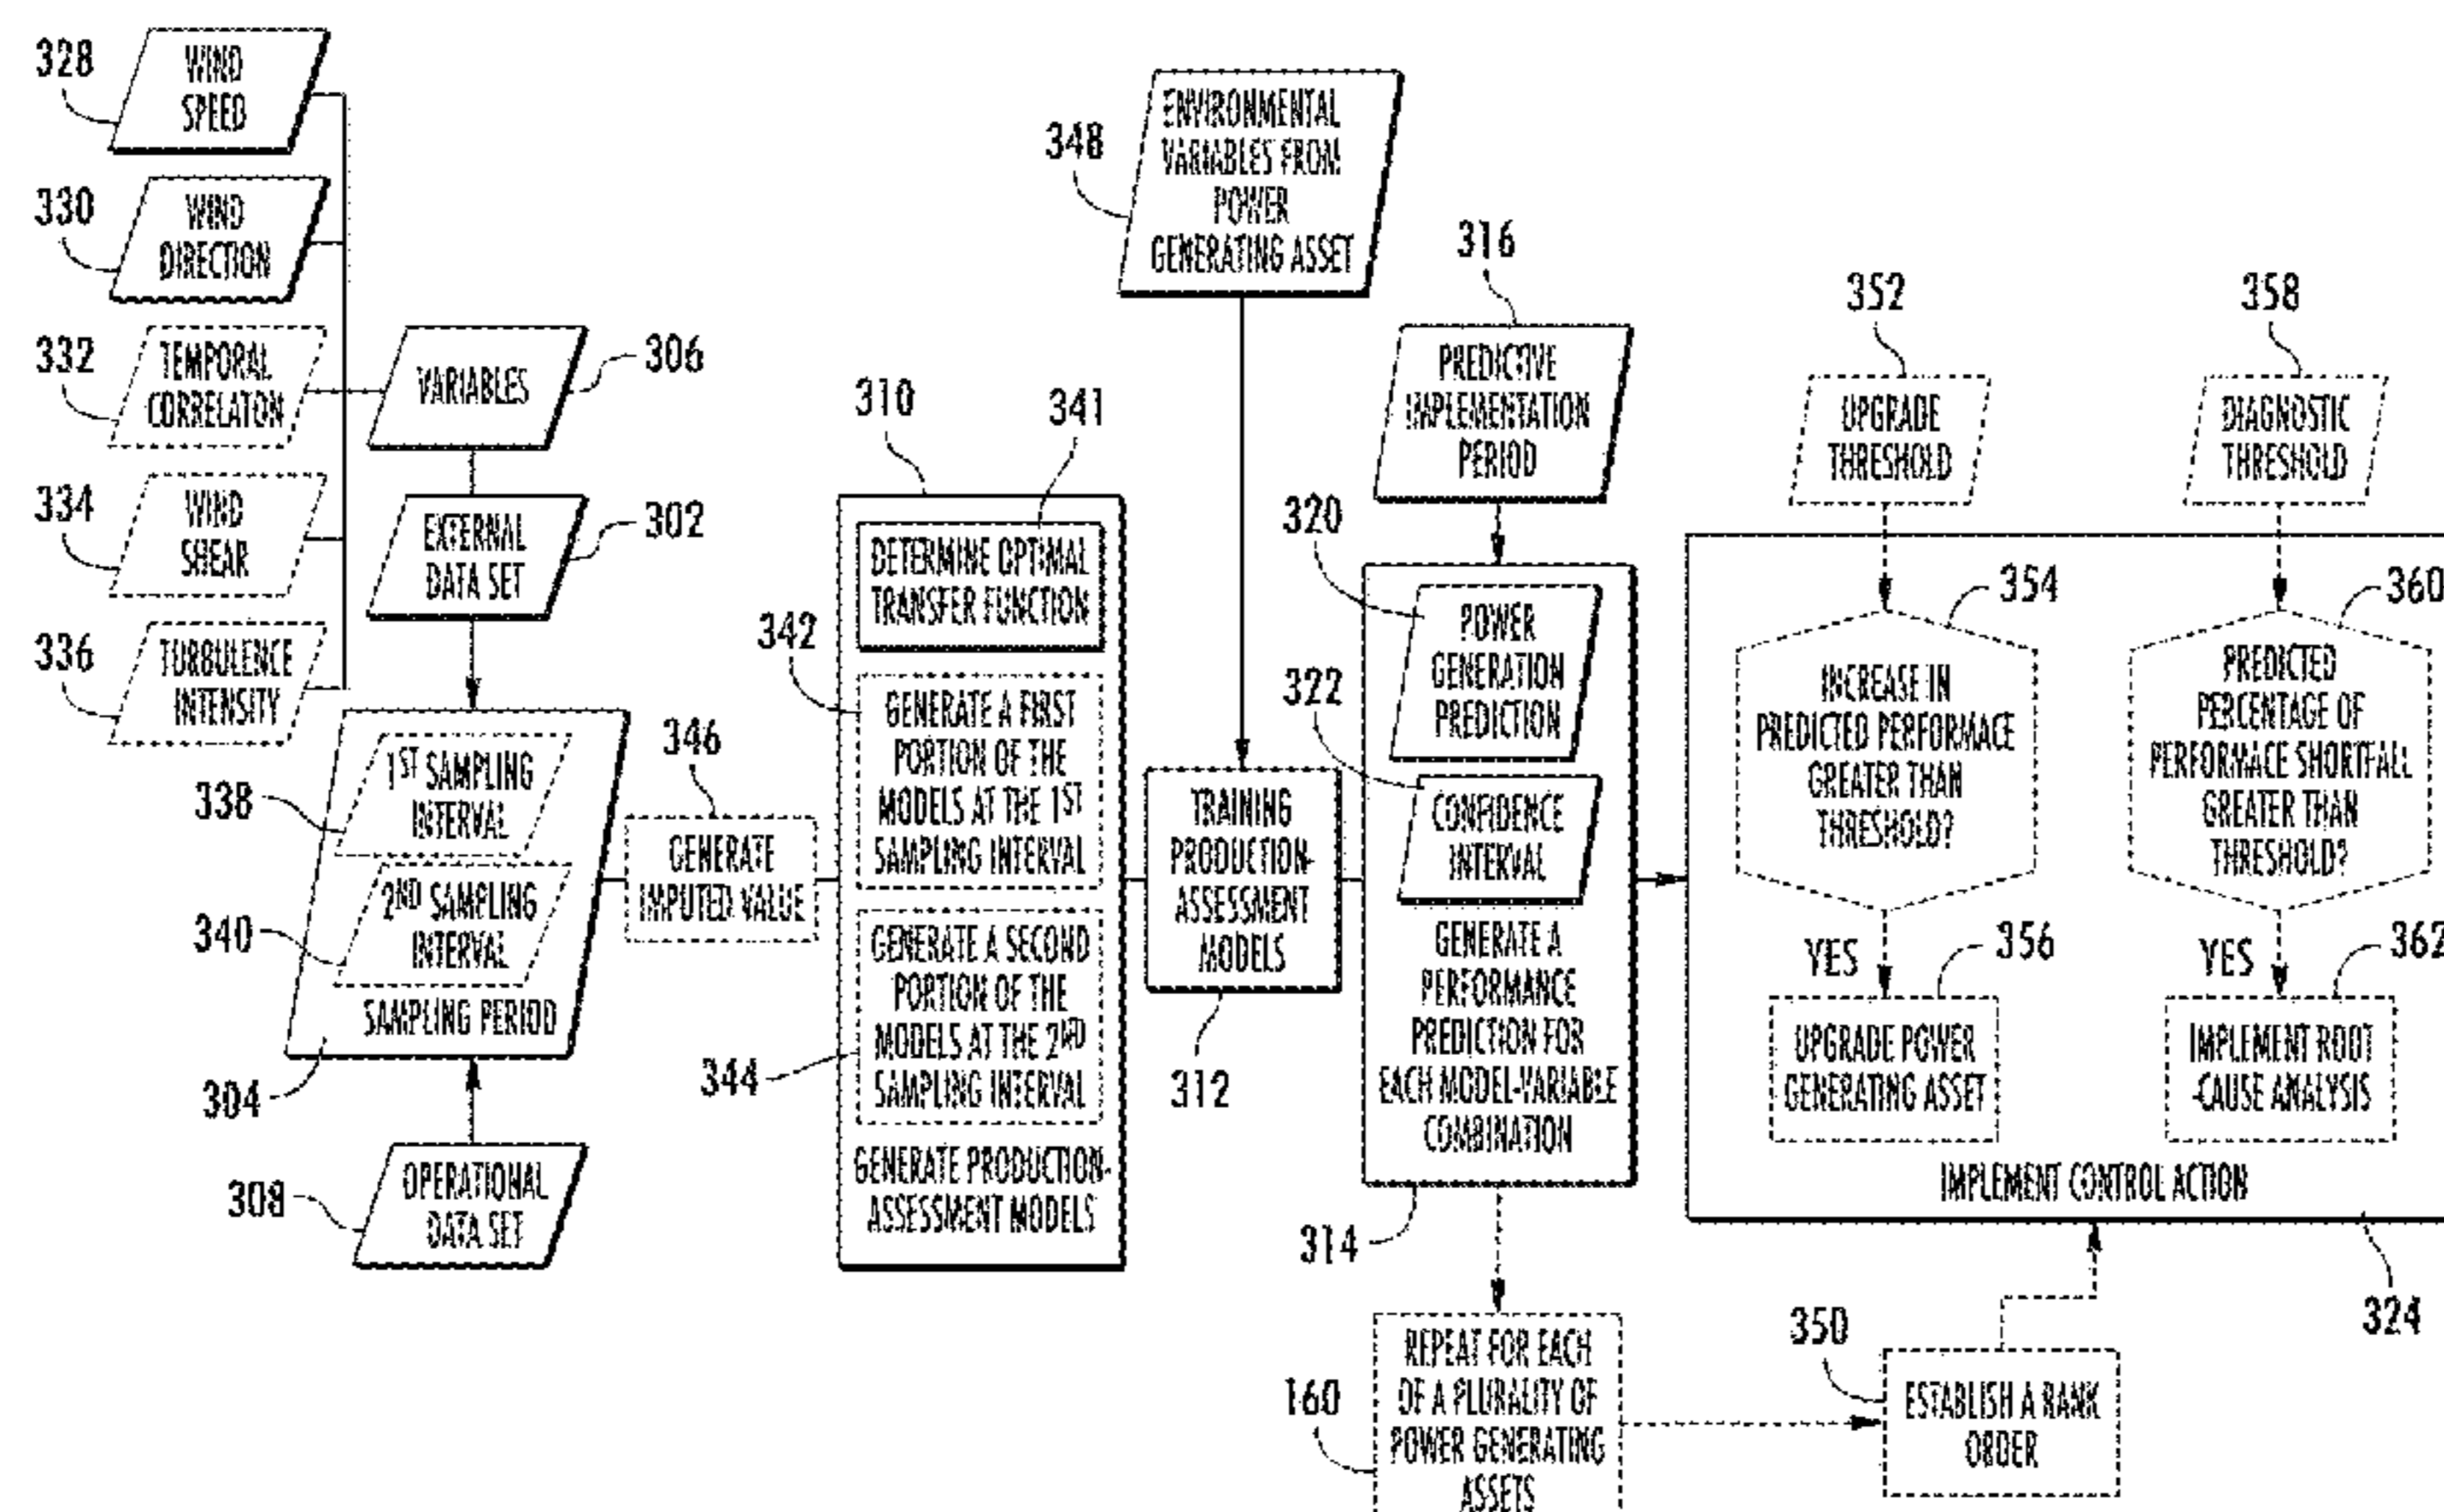 328
WIND
SPEED
330
WIND
DIRECTION
332
TEMPORAL
CORRELATON
334
WIND
SHEAR
336
TURBULENCE
INTENSITY
VARIABLES
306
EXTERNAL
DATA SET
302
338
1ST SAMPLING
INTERVAL
340
2ND SAMPLING
INTERVAL
SAMPLING PERIOD
304
308
OPERATIONAL
DATA SET
346
GENERATE
IMPUTED VALUE
310
341
DETERMINE OPTIMAL
TRANSFER FUNCTION
342
GENERATE A FIRST
PORTION OF THE
MODELS AT THE 1ST
SAMPLING INTERVAL
344
GENERATE A SECOND
PORTION OF THE
MODELS AT THE 2ND
SAMPLING INTERVAL
GENERATE PRODUCTION-
ASSESSMENT MODELS
348
ENVIRONMENTAL
VARIABLES FROM
POWER
GENERATING ASSET
TRAINING
PRODUCTION-
ASSESSMENT
MODELS
312
316
PREDICTIVE
IMPLEMENTATION
PERIOD
320
POWER
GENERATION
PREDICTION
322
CONFIDENCE
INTERVAL
GENERATE A
PERFORMANCE
PREDICTION FOR
EACH MODEL-VARIABLE
COMBINATION
314
160
REPEAT FOR EACH
OF A PLURALITY OF
POWER GENERATING
ASSETS
350
ESTABLISH A RANK
ORDER
352
UPGRADE
THRESHOLD
354
INCREASE IN
PREDICTED PERFORMACE
GREATER THAN
THRESHOLD?
YES
356
UPGRADE POWER
GENERATING ASSET
358
DIAGNOSTIC
THRESHOLD
360
PREDICTED
PERCENTAGE OF
PERFORMACE SHORTFALL
GREATER THAN
THRESHOLD?
YES
362
IMPLEMENT ROOT
-CAUSE ANALYSIS
IMPLEMENT CONTROL ACTION
324